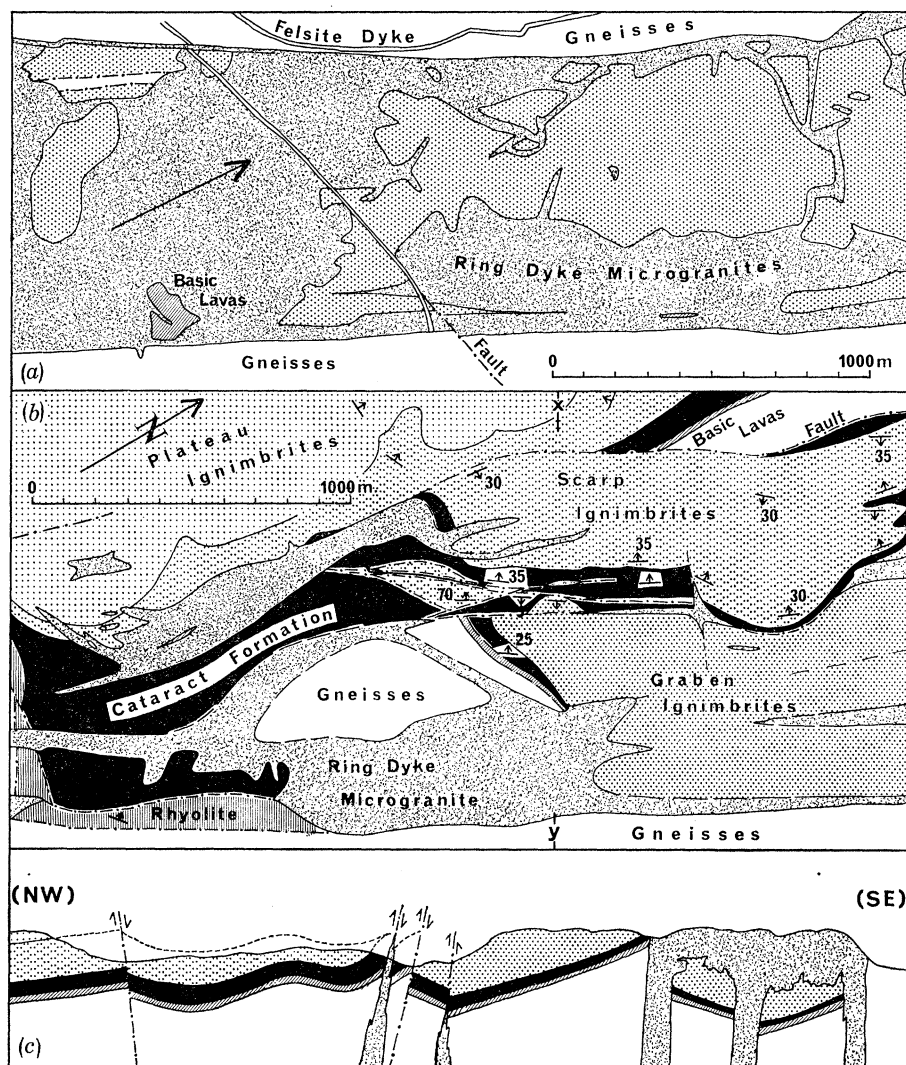 Felsite Dyke
Gneisses
Basic
Lavas
Ring Dyke Microgranites
Fault
Gneisses
(a)
0 1000m
(b)
N
x
Plateau
Ignimbrites
0 1000m
Basic Lavas
Fault
35
30
Scarp
Ignimbrites
30
35
35
70
30
25
Cataract Formation
Gneisses
Graben
Ignimbrites
Ring Dyke
Microgranite
Rhyolite
y
Gneisses
(NW)
(SE)
(c)